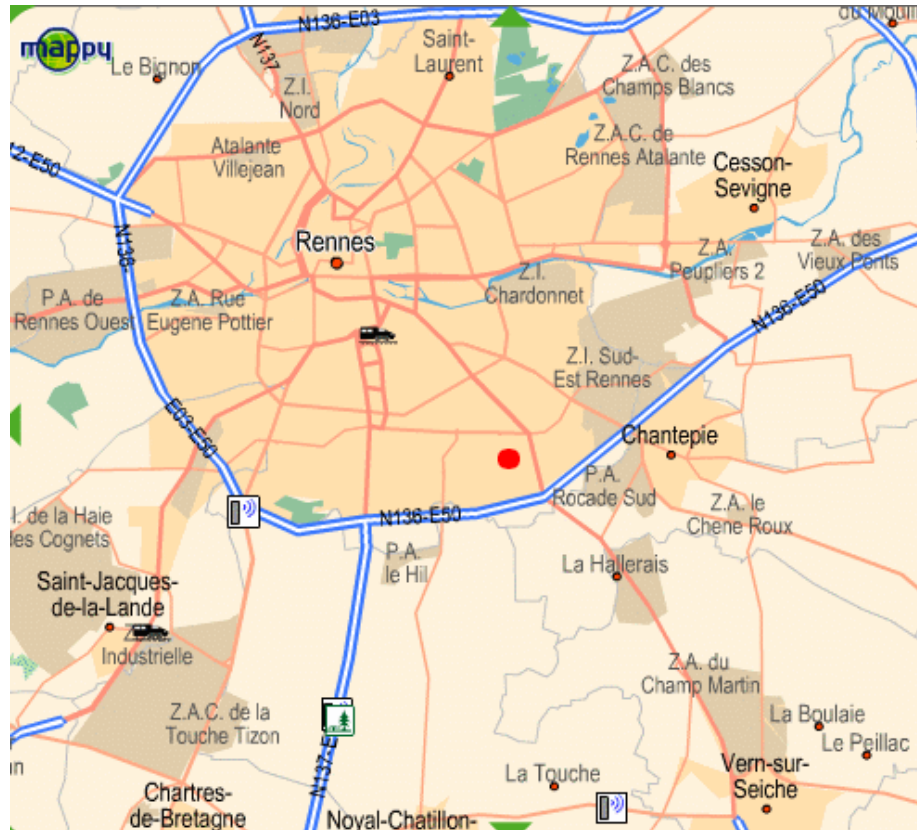 N136-E03
du Moulin
mappy
Le Bignon
N137
Saint-
Laurent
Z.A.C. des
Champs Blancs
Z.I.
Nord
Atalante
Villejean
Z.A.C. de
Rennes Atalante
Cesson-
Sevigne
12-E50
N136-
Rennes
Z.A.
Peupliers 2
Z.A. des
Vieux Ponts
Z.I.
Chardonnet
P.A. de
Rennes Ouest
Z.A. Rue
Eugene Pottier
N136-E50
Z.I. Sud-
Est Rennes
E03-E50
Chantepie
P.A.
Rocade Sud
Z.A. le
Chene Roux
N136-E50
.I. de la Haie
des Cognets
P.A.
le Hil
La Hallerais
Saint-Jacques-
de-la-Lande
Industrielle
Z.A. du
Champ Martin
Z.A.C. de la
Touche Tizon
La Boulaie
Le Peillac
N137-E
La Touche
Vern-sur-
Seiche
Chartres-
de-Bretagne
Noyal-Chatillon-